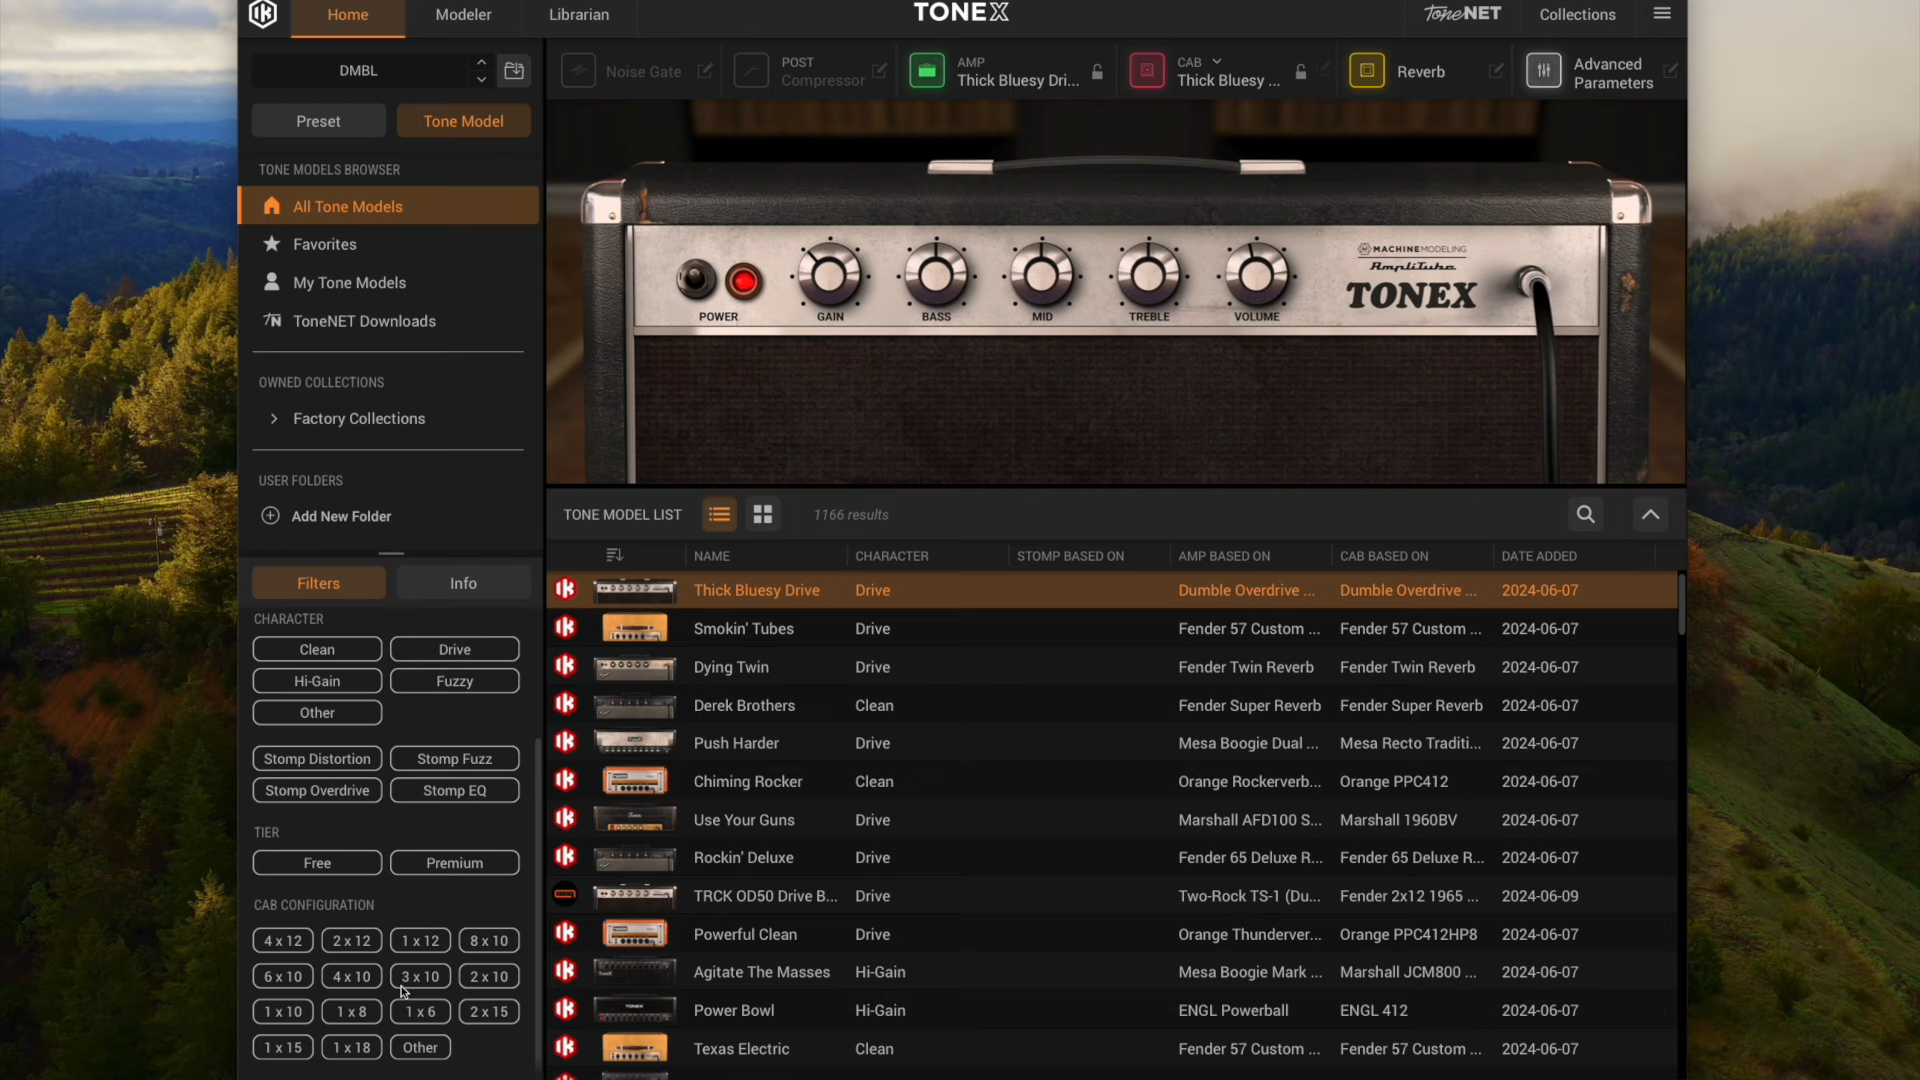 Home
Modeler
Librarian
TONEX
ToneNET
Collections
DMBL
Noise Gate
POST
Compressor
AMP
Thick Bluesy Dri...
CAB
Thick Bluesy ...
Reverb
Advanced
Parameters
Preset
Tone Model
TONE MODELS BROWSER
All Tone Models
Favorites
My Tone Models
ToneNET Downloads
OWNED COLLECTIONS
Factory Collections
USER FOLDERS
Add New Folder
POWER
GAIN
BASS
MID
TREBLE
VOLUME
MACHINEMODELING
AmpliTube
TONEX
Filters
Info
CHARACTER
Clean
Drive
Hi-Gain
Fuzzy
Other
Stomp Distortion
Stomp Fuzz
Stomp Overdrive
Stomp EQ
TIER
Free
Premium
CAB CONFIGURATION
4 x 12
2 x 12
1 x 12
8 x 10
6 x 10
4 x 10
3 x 10
2 x 10
1 x 10
1 x 8
1 x 6
2 x 15
1 x 15
1 x 18
Other
TONE MODEL LIST
1166 results
NAME CHARACTER STOMP BASED ON AMP BASED ON CAB BASED ON DATE ADDED
Thick Bluesy Drive Drive Dumble Overdrive ... Dumble Overdrive ... 2024-06-07
Smokin' Tubes Drive Fender 57 Custom ... Fender 57 Custom ... 2024-06-07
Dying Twin Drive Fender Twin Reverb Fender Twin Reverb 2024-06-07
Derek Brothers Clean Fender Super Reverb Fender Super Reverb 2024-06-07
Push Harder Drive Mesa Boogie Dual ... Mesa Recto Traditi... 2024-06-07
Chiming Rocker Clean Orange Rockerverb... Orange PPC412 2024-06-07
Use Your Guns Drive Marshall AFD100 S... Marshall 1960BV 2024-06-07
Rockin' Deluxe Drive Fender 65 Deluxe R... Fender 65 Deluxe R... 2024-06-07
TRCK OD50 Drive B... Drive Two-Rock TS-1 (Du... Fender 2x12 1965 ... 2024-06-09
Powerful Clean Drive Orange Thunderver... Orange PPC412HP8 2024-06-07
Agitate The Masses Hi-Gain Mesa Boogie Mark ... Marshall JCM800 ... 2024-06-07
Power Bowl Hi-Gain ENGL Powerball ENGL 412 2024-06-07
Texas Electric Clean Fender 57 Custom ... Fender 57 Custom ... 2024-06-07